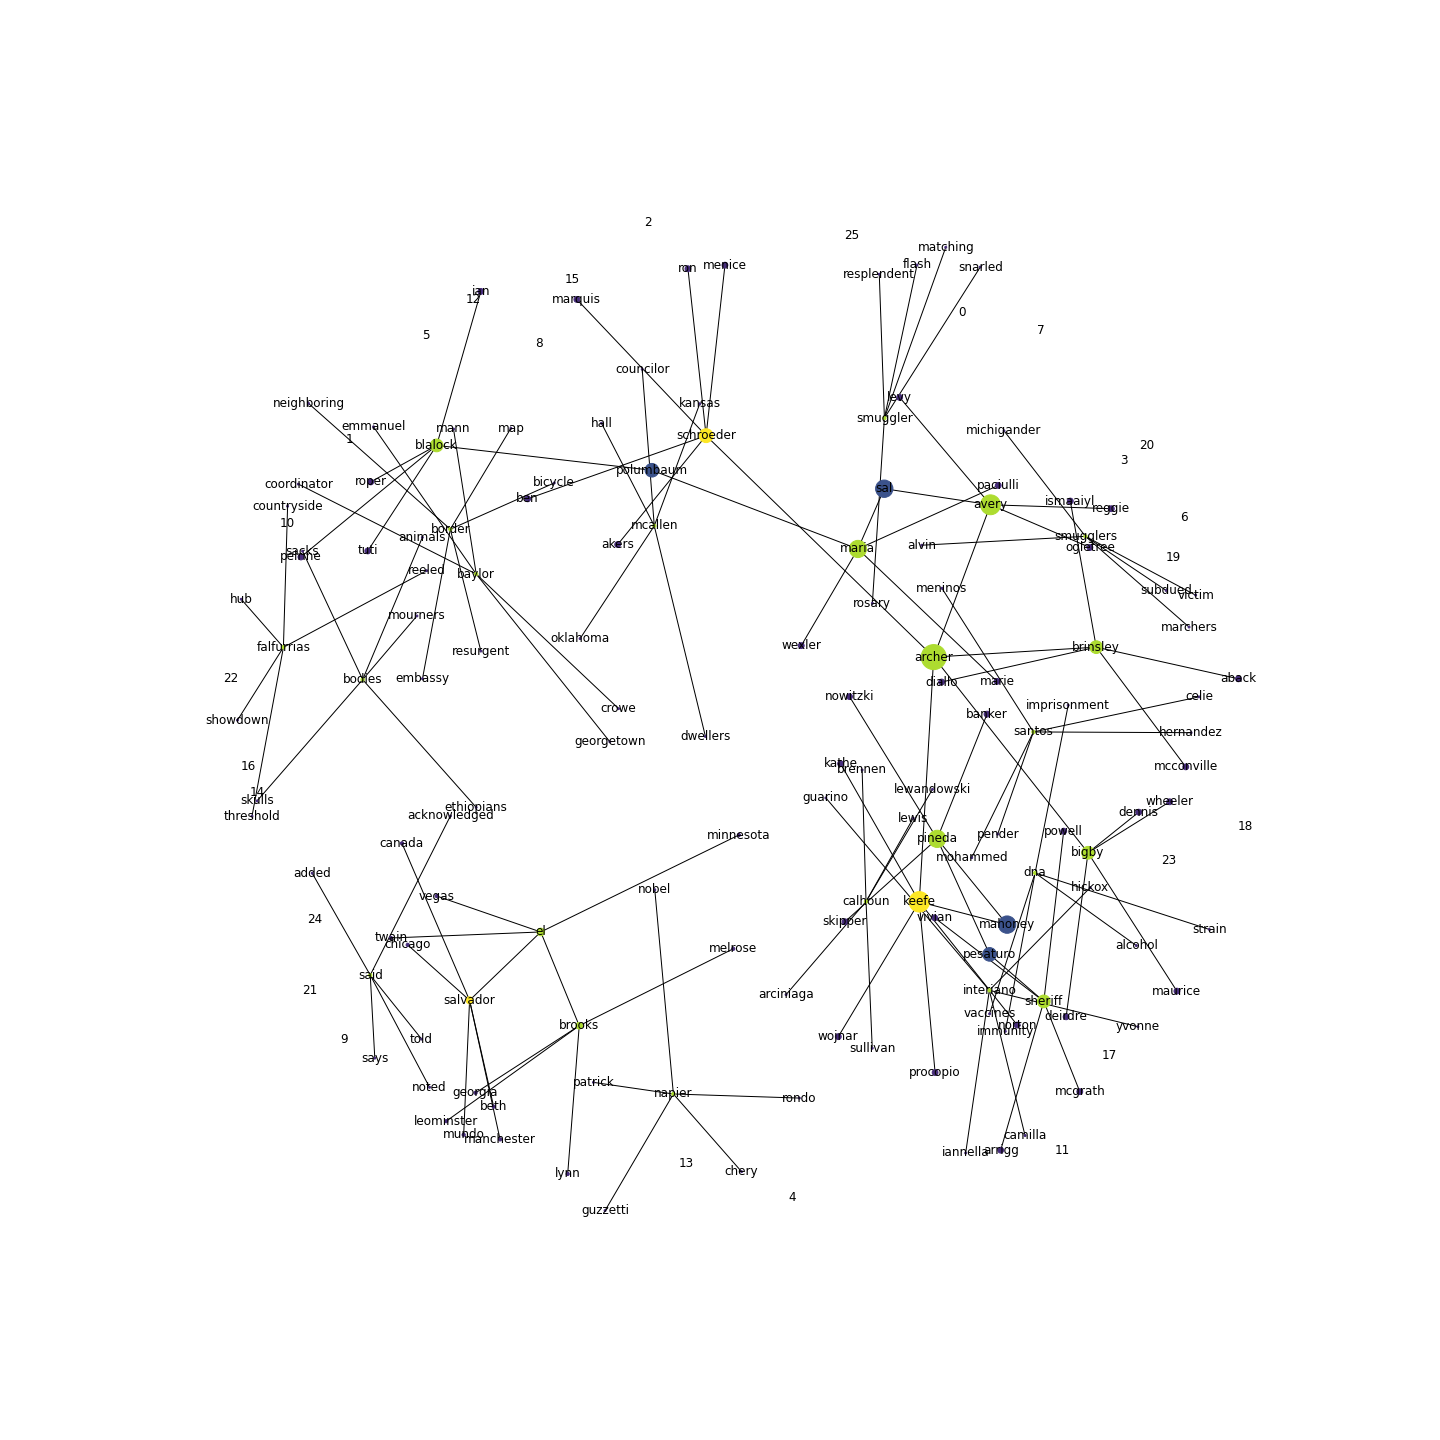 2
25
matching
flash
snarled
resplendent
ron
menice
15
marquis
ian
12
0
5
8
7
councilor
levy
neighboring
kansas
hall
smuggler
emmanuel
mann
map
michigander
1
blalock
schroeder
20
3
polumbaum
roper
coordinator
bicycle
ben
sal
paciulli
countryside
avery
ismaaiyl
reggie
6
10
border
animals
mcallen
smugglers
sacks
perine
tuti
akers
maria
alvin
ogletree
19
reeled
baylor
meninos
subdued
victim
hub
mourners
rosary
marchers
falfurrias
resurgent
oklahoma
wexler
brinsley
archer
22
bodies
embassy
diallo
marie
aback
nowitzki
celie
showdown
crowe
banker
imprisonment
georgetown
dwellers
santos
hernandez
16
kathe
brennen
mcconville
14
skills
guarino
lewandowski
wheeler
threshold
ethiopians
acknowledged
lewis
dennis
18
canada
minnesota
pineda
pender
powell
mohammed
bigby
23
added
dna
hickox
vegas
nobel
calhoun
keefe
24
skipper
vivian
mahoney
strain
twain
chicago
el
melrose
alcohol
said
pesaturo
21
salvador
arciniaga
interiano
sheriff
maurice
brooks
vaccines
deirdre
norton
immunity
yvonne
9
told
wojnar
sullivan
says
17
procopio
noted
georgia
patrick
napier
rondo
mcgrath
beth
leominster
mundo
manchester
camilla
iannella
arrigg
11
lynn
13
chery
guzzetti
4